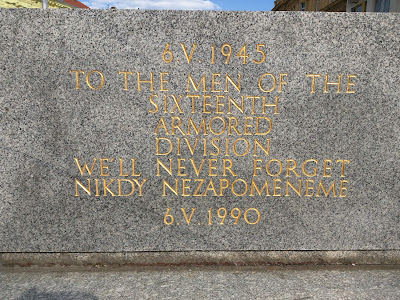 6 V. 1945
TO THE MEN OF THE
SIXTEENTH
ARMORED
DIVISION
WE'LL NEVER FORGET
NIKDY NEZAPOMENEME
6 V. 1990